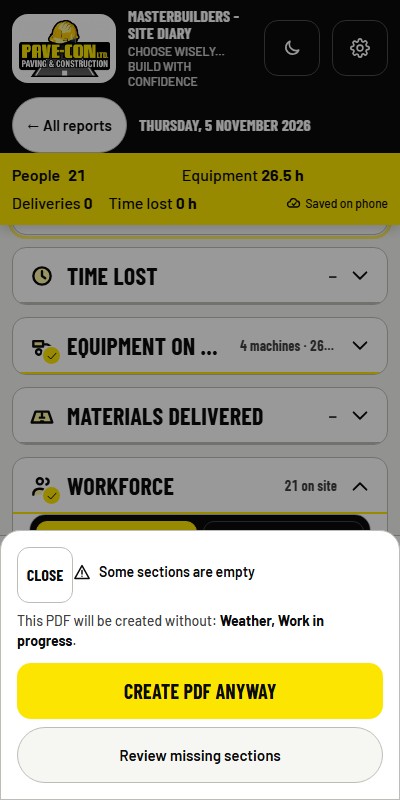 PAVE-CON LTD.
PAVING & CONSTRUCTION
MASTERBUILDERS -
SITE DIARY
CHOOSE WISELY...
BUILD WITH
CONFIDENCE
← All reports
THURSDAY, 5 NOVEMBER 2026
People 21
Equipment 26.5 h
Deliveries 0 Time lost 0 h
Saved on phone
TIME LOST
–
EQUIPMENT ON ...
4 machines · 26...
MATERIALS DELIVERED
–
WORKFORCE
21 on site
CLOSE
Some sections are empty
This PDF will be created without: Weather, Work in
progress.
CREATE PDF ANYWAY
Review missing sections